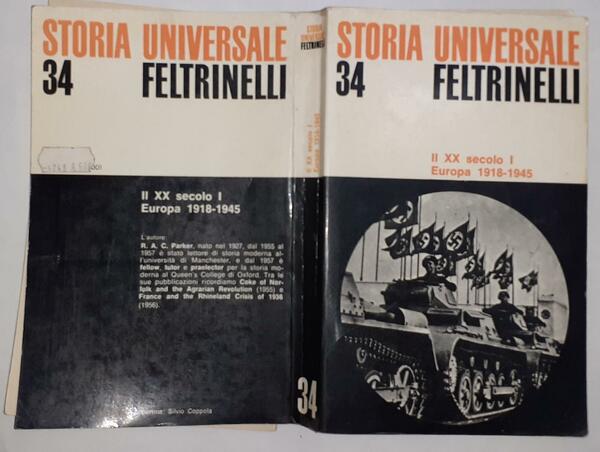 STORIA UNIVERSALE
34 FELTRINELLI
Il XX secolo I
Europa 1918-1945
L'autore:
R. A. C. Parker, nato nel 1927, dal 1955 al
1957 è stato lettore di storia moderna al-
l'università di Manchester, e dal 1957 è
fellow, tutor e praelector per la storia mo-
derna al Queen's College di Oxford. Tra le
sue pubblicazioni ricordiamo Coke of Nor-
folk and the Agrarian Revolution (1955) e
France and the Rhineland Crisis of 1936
(1956).
Silvio Coppola
STORIA
UNIVERSALE
FELTRINELLI
Il XX secolo I
Europa 1918-1945
34
STORIA UNIVERSALE
34 FELTRINELLI
Il XX secolo I
Europa 1918-1945